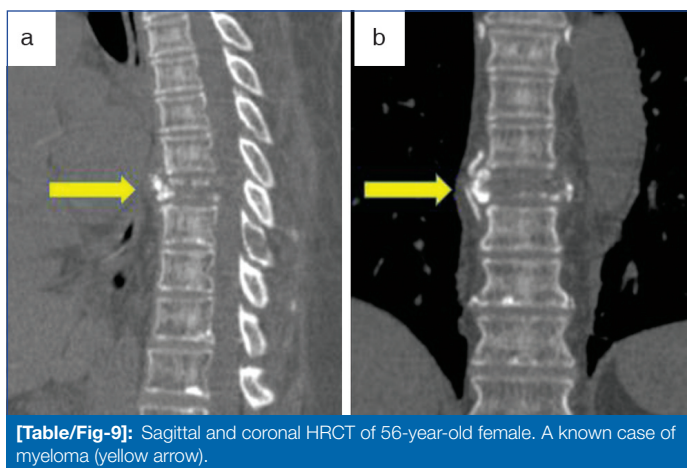 a
b
[Table/Fig-9]: Sagittal and coronal HRCT of 56-year-old female. A known case of
myeloma (yellow arrow).